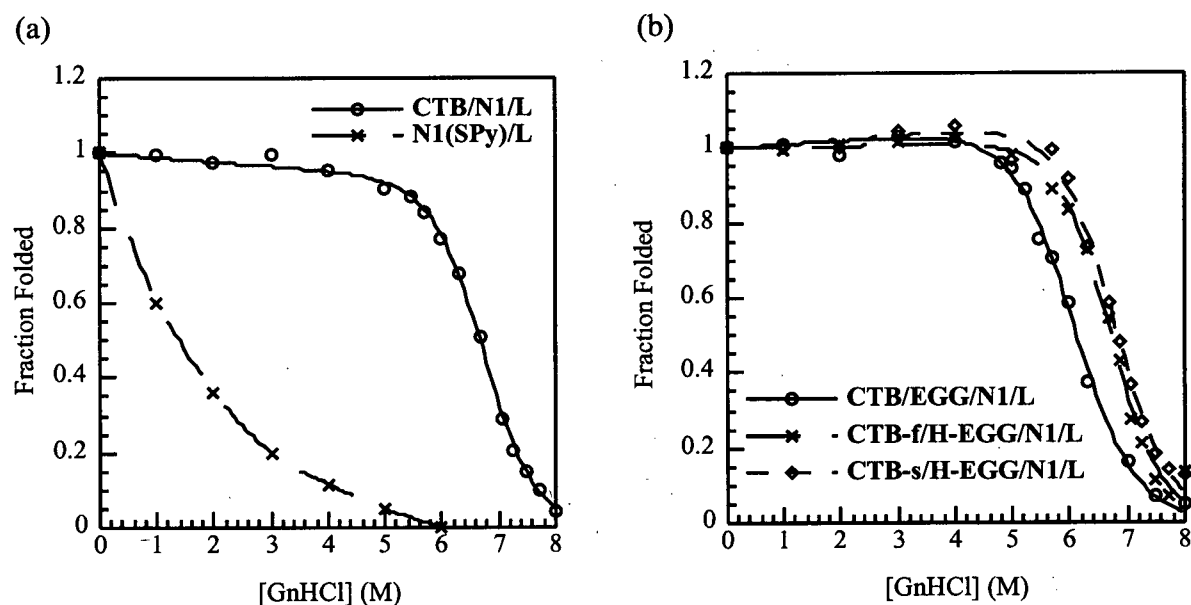 (a)
1.2
1
0.8
0.6
0.4
0.2
0
Fraction Folded
CTB/N1/L
N1(SPy)/L
0 1 2 3 4 5 6 7 8
[GnHCl] (M)
(b)
1.2
1
0.8
0.6
0.4
0.2
0
Fraction Folded
CTB/EGG/N1/L
CTB-f/H-EGG/N1/L
CTB-s/H-EGG/N1/L
0 1 2 3 4 5 6 7 8
[GnHCl] (M)